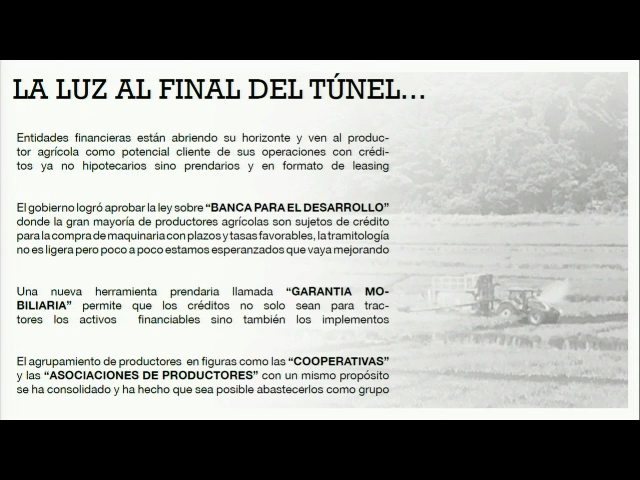 LA LUZ AL FINAL DEL TÚNEL...
Entidades financieras están abriendo su horizonte y ven al produc-
tor agrícola como potencial cliente de sus operaciones con crédi-
tos ya no hipotecarios sino prendarios y en formato de leasing
El gobierno logró aprobar la ley sobre “BANCA PARA EL DESARROLLO”
donde la gran mayoría de productores agrícolas son sujetos de crédito
para la compra de maquinaria con plazos y tasas favorables, la tramitología
no es ligera pero poco a poco estamos esperanzados que vaya mejorando
Una nueva herramienta prendaria llamada “GARANTIA MO-
BILIARIA” permite que los créditos no solo sean para trac-
tores los activos financiables sino también los implementos
El agrupamiento de productores en figuras como las “COOPERATIVAS”
y las “ASOCIACIONES DE PRODUCTORES” con un mismo propósito
se ha consolidado y ha hecho que sea posible abastecerlos como grupo